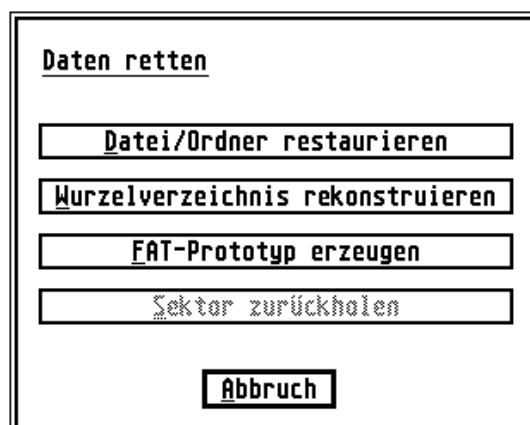 Daten retten
Datei/Ordner restaurieren
Wurzelverzeichnis rekonstruieren
FAT-Prototyp erzeugen
Sektor zurückholen
Abbruch